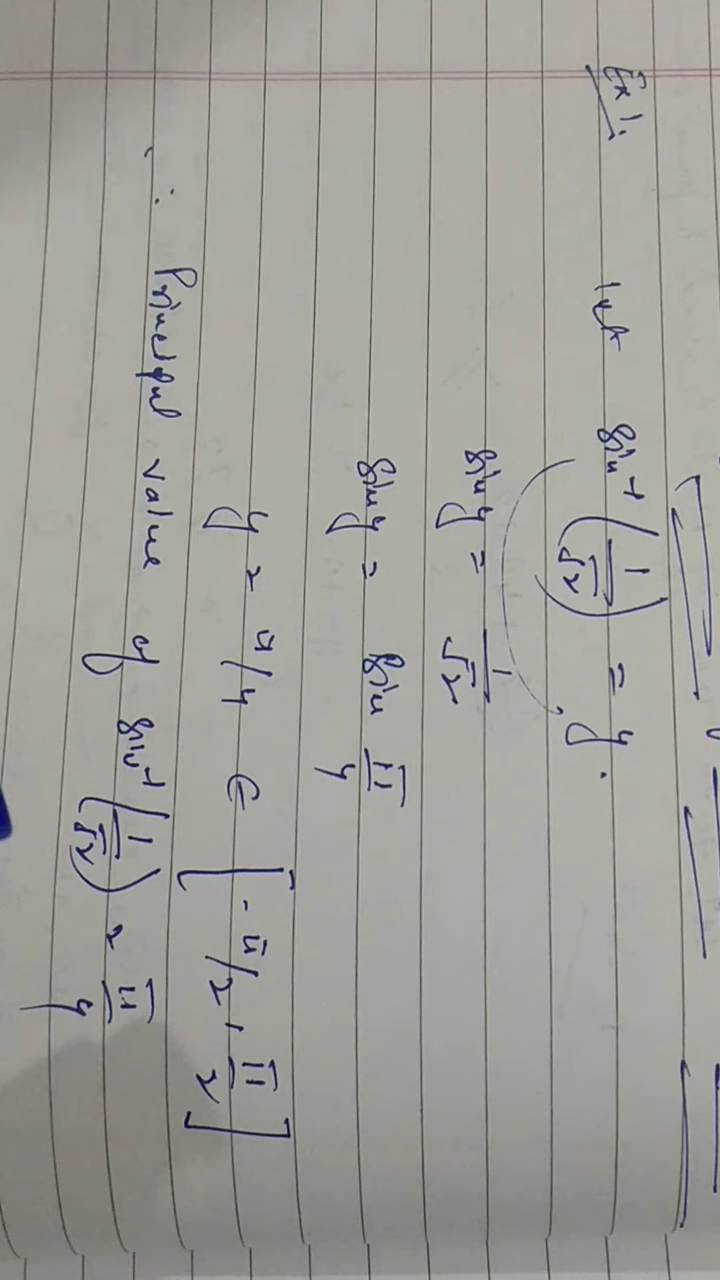 Ex 1. let sin⁻¹(1/√2) = y.
sin y = 1/√2
sin y = sin π/4
y = π/4 ∈ [-π/2, π/2]
∴ Principal value of sin⁻¹(1/√2) = π/4